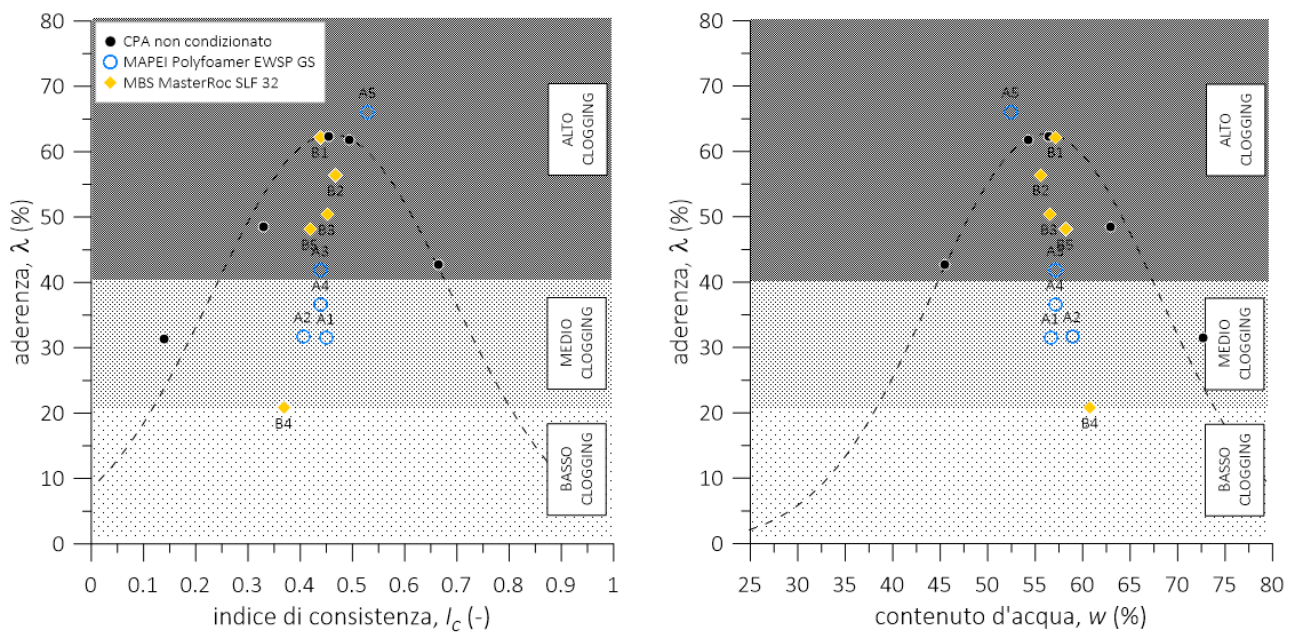 CPA non condizionato
MAPEI Polyfoamer EWSP GS
MBS MasterRoc SLF 32
80
70
60
50
40
30
20
10
0
aderenza, λ (%)
0 0.1 0.2 0.3 0.4 0.5 0.6 0.7 0.8 0.9 1
indice di consistenza, Ic (-)
A5
B1
B2
B3
B5
A3
A4
A2 A1
B4
ALTO
CLOGGING
MEDIO
CLOGGING
BASSO
CLOGGING
80
70
60
50
40
30
20
10
0
aderenza, λ (%)
25 30 35 40 45 50 55 60 65 70 75 80
contenuto d'acqua, w (%)
A5
B1
B2
B3
B5
A3
A4
A1 A2
B4
ALTO
CLOGGING
MEDIO
CLOGGING
BASSO
CLOGGING